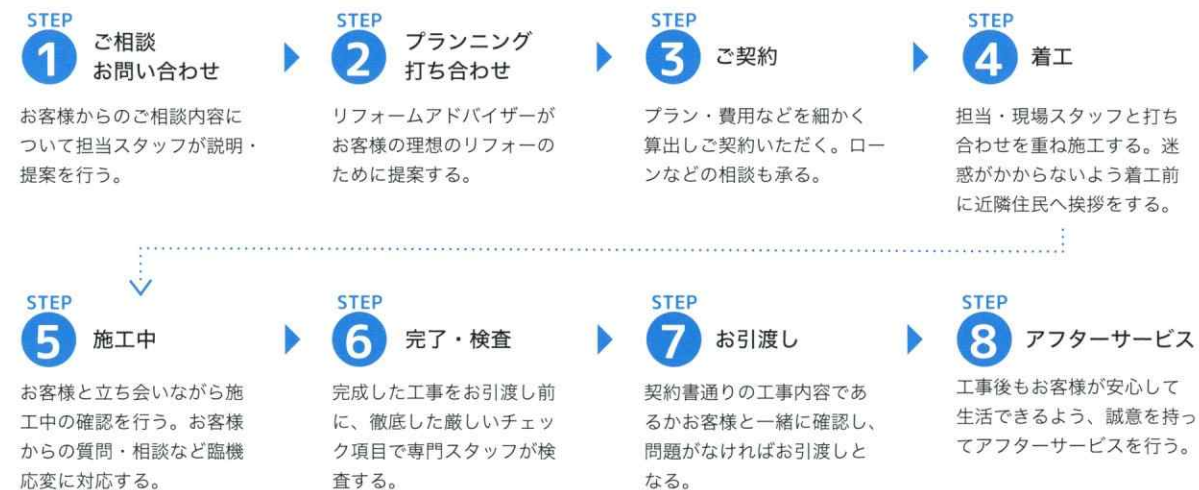 STEP
1
ご相談
お問い合わせ
お客様からのご相談内容に
ついて担当スタッフが説明・
提案を行う。
STEP
2
プランニング
打ち合わせ
リフォームアドバイザーが
お客様の理想のリフォーの
ために提案する。
STEP
3
ご契約
プラン・費用などを細かく
算出しご契約いただく。ロー
ンなどの相談も承る。
STEP
4
着工
担当・現場スタッフと打ち
合わせを重ね施工する。迷
惑がかからないよう着工前
に近隣住民へ挨拶をする。
STEP
5
施工中
お客様と立ち会いながら施
工中の確認を行う。お客様
からの質問・相談など臨機
応変に対応する。
STEP
6
完了・検査
完成した工事をお引渡し前
に、徹底した厳しいチェッ
ク項目で専門スタッフが検
査する。
STEP
7
お引渡し
契約書通りの工事内容であ
るかお客様と一緒に確認し、
問題がなければお引渡しと
なる。
STEP
8
アフターサービス
工事後もお客様が安心して
生活できるよう、誠意を持っ
てアフターサービスを行う。